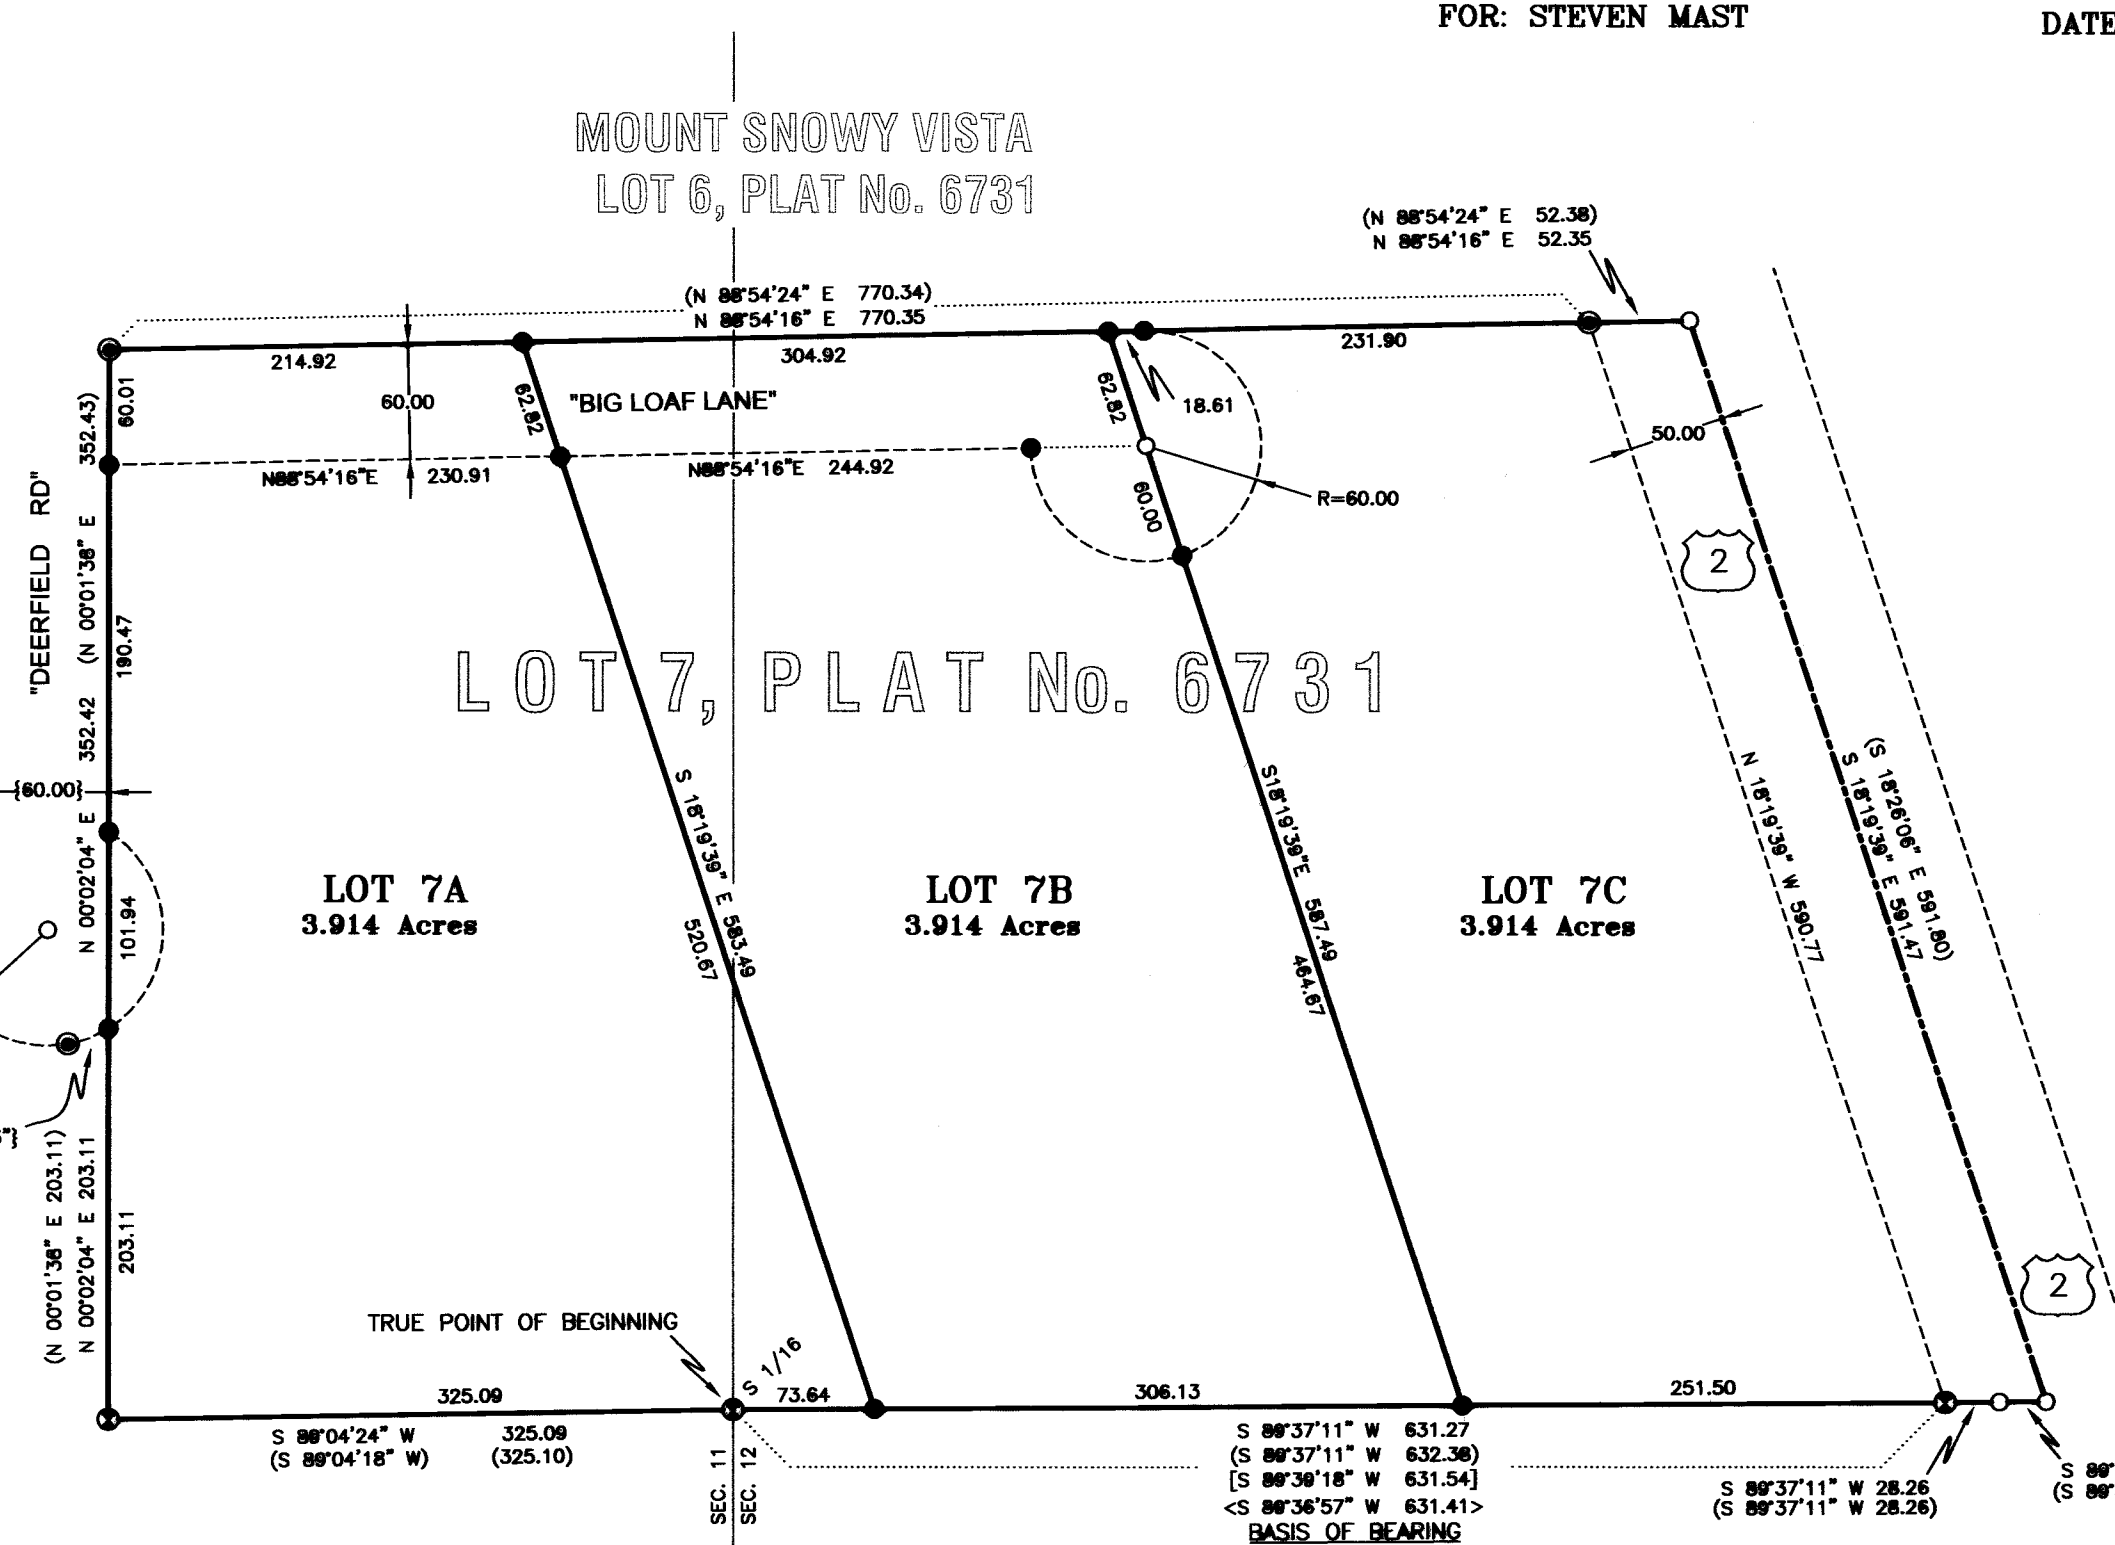 FOR: STEVEN MAST
DATE
MOUNT SNOWY VISTA
LOT 6, PLAT No. 6731
(N 88°54'24" E 52.38)
N 88°54'16" E 52.35
(N 88°54'24" E 770.34)
N 88°54'16" E 770.35
214.92
304.92
231.90
60.01
60.00
62.82
"BIG LOAF LANE"
62.82
18.61
50.00
N88°54'16"E 230.91
N88°54'16"E 244.92
60.00
R=60.00
2
"DEERFIELD RD"
N 00°02'04" E 352.42 (N 00°01'38" E 352.43)
190.47
LOT 7, PLAT No. 6731
{60.00}
101.94
S 18°19'39" E 583.49
520.67
S18°19'39"E 587.49
464.67
N 18°19'39" W 590.77
S 18°19'39" E 591.47
(S 18°26'06" E 591.80)
LOT 7A
3.914 Acres
LOT 7B
3.914 Acres
LOT 7C
3.914 Acres
"}
(N 00°01'38" E 203.11)
N 00°02'04" E 203.11
203.11
2
TRUE POINT OF BEGINNING
S 1/16
325.09
73.64
306.13
251.50
S 89°04'24" W 325.09
(S 89°04'18" W) (325.10)
SEC. 11
SEC. 12
S 89°37'11" W 631.27
(S 89°37'11" W 632.38)
[S 89°39'18" W 631.54]
<S 89°36'57" W 631.41>
BASIS OF BEARING
S 89°37'11" W 28.26
(S 89°37'11" W 28.26)
S 89°
(S 89°